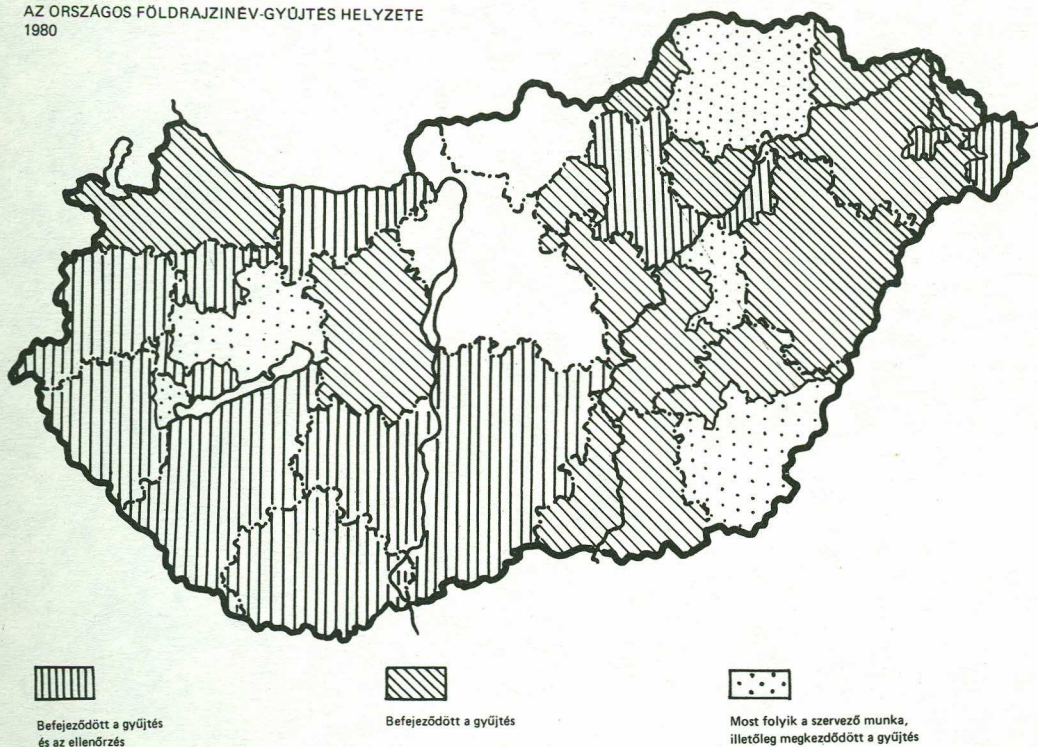 AZ ORSZÁGOS FÖLDRAJZINÉV-GYŰJTÉS HELYZETE
1980
Befejeződött a gyűjtés
és az ellenőrzés
Befejeződött a gyűjtés
Most folyik a szervező munka,
illetőleg megkezdődött a gyűjtés